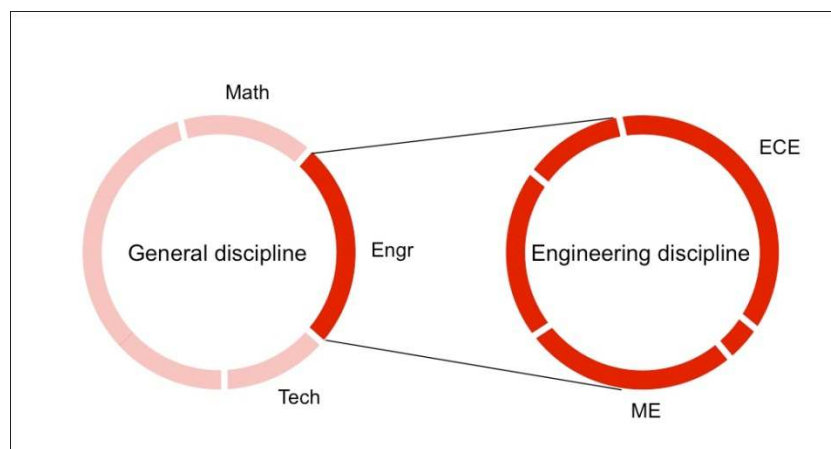 Math
ECE
General discipline
Engr
Engineering discipline
Tech
ME